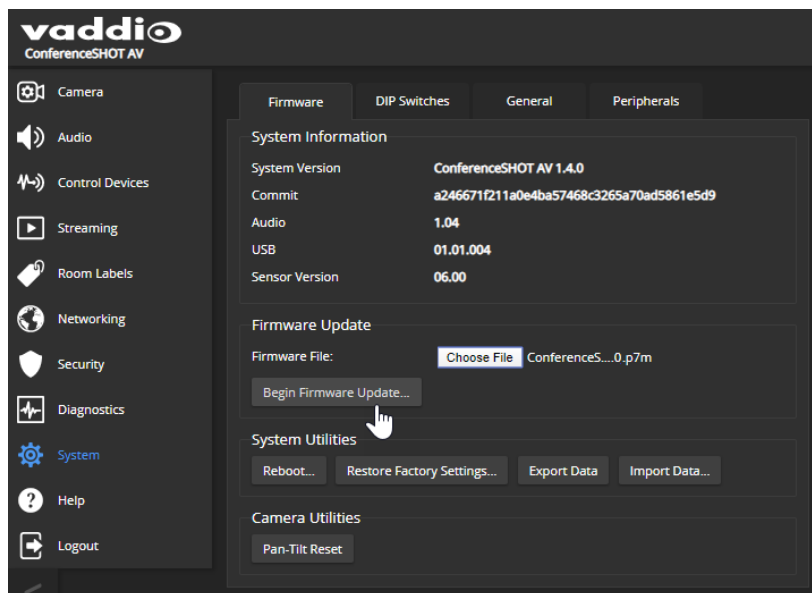 vaddio
ConferenceSHOT AV
Camera
Audio
Control Devices
Streaming
Room Labels
Networking
Security
Diagnostics
System
Help
Logout
Firmware DIP Switches General Peripherals
System Information
System Version ConferenceSHOT AV 1.4.0
Commit a246671f211a0e4ba57468c3265a70ad5861e5d9
Audio 1.04
USB 01.01.004
Sensor Version 06.00
Firmware Update
Firmware File: Choose File ConferenceS....0.p7m
Begin Firmware Update...
System Utilities
Reboot... Restore Factory Settings... Export Data Import Data...
Camera Utilities
Pan-Tilt Reset